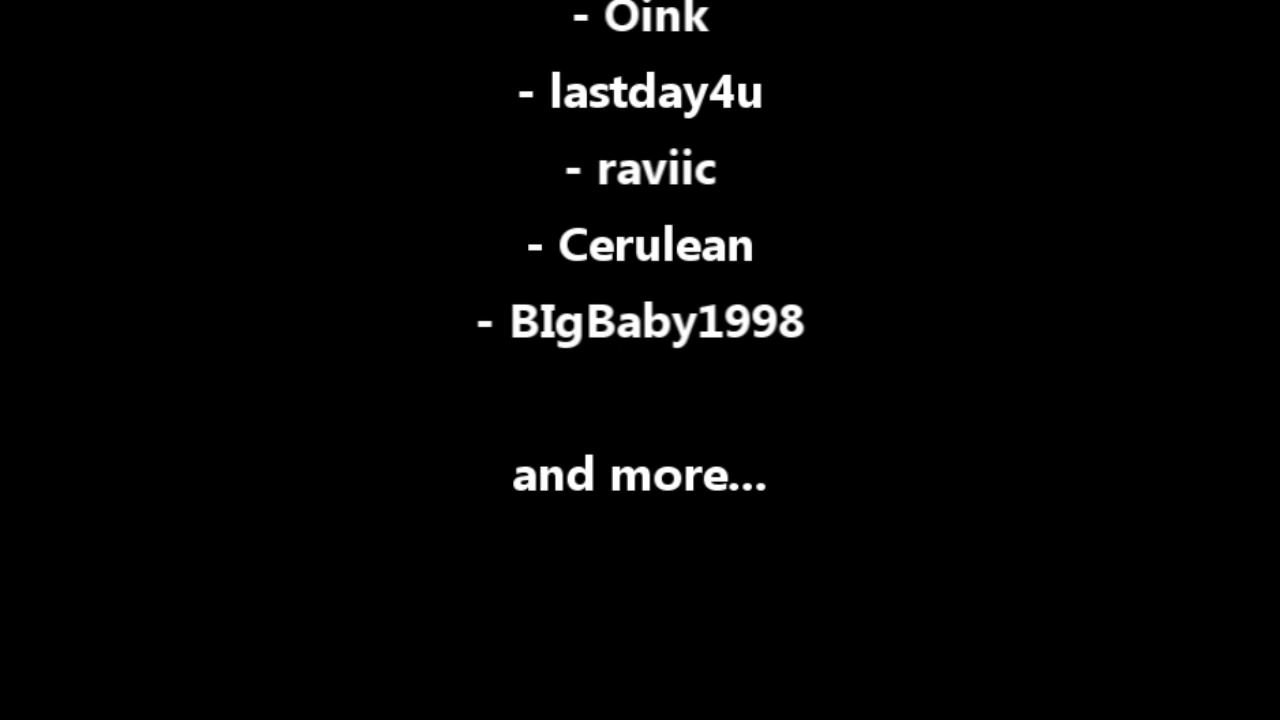 - Oink
- lastday4u
- raviic
- Cerulean
- BIgBaby1998
and more...